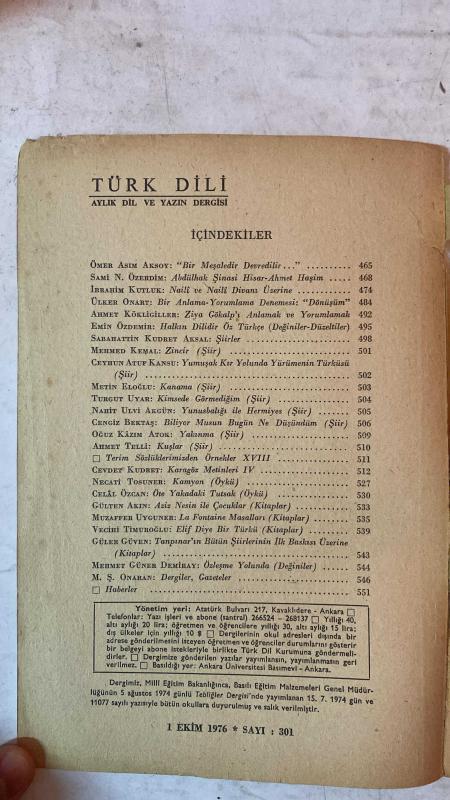 TÜRK DİLİ
AYLIK DİL VE YAZIN DERGİSİ
İÇİNDEKİLER
ÖMER ASIM AKSOY: "Bir Meşaledir Devredilir..." .......... 465
SAMİ N. ÖZERDİM: Abdülhak Şinasi Hisar-Ahmet Haşim ..... 468
İBRAHİM KUTLUK: Nailî ve Nailî Divanı Üzerine ............ 474
ÜLKER ONART: Bir Anlama-Yorumlama Denemesi: "Dönüşüm" 484
AHMET KÖKLİGİLLER: Ziya Gökalp'ı Anlamak ve Yorumlamak 492
EMİN ÖZDEMİR: Halkın Dilidir Öz Türkçe (Değiniler-Düzeltiler) 495
SABAHATTİN KUDRET AKSAL: Şiirler ........................ 498
MEHMED KEMAL: Zincir (Şiir) ............................ 501
CEYHUN ATUF KANSU: Yumuşak Kır Yolunda Yürümenin Türküsü
(Şiir) ........................................ 502
METİN ELOĞLU: Kanama (Şiir) ............................ 503
TURGUT UYAR: Kimsede Görmediğim (Şiir) .................. 504
NAHİT ULVİ AKGÜN: Yunusbalığı ile Hermiyes (Şiir) ........ 505
CENGİZ BEKTAŞ: Biliyor Musun Bugün Ne Düşündüm (Şiir) 506
OĞUZ KÂZIM ATOK: Yakınma (Şiir) ........................ 509
AHMET TELLİ: Kuşlar (Şiir) .............................. 510
□ Terim Sözlüklerimizden Örnekler XVIII .................. 511
CEVDET KUDRET: Karagöz Metinleri IV .................... 512
NECATİ TOSUNER: Kamyon (Öykü) .......................... 527
CELÂL ÖZCAN: Öte Yakadaki Tutsak (Öykü) ................ 530
GÜLTEN AKIN: Aziz Nesin ile Çocuklar (Kitaplar) .......... 533
MUZAFFER UYGUNER: La Fontaine Masalları (Kitaplar) ...... 535
VECİHİ TİMUROĞLU: Elif Diye Bir Türkü (Kitaplar) ........ 539
GÜLER GÜVEN: Tanpınar'ın Bütün Şiirlerinin İlk Baskısı Üzerine
(Kitaplar) .................................... 543
MEHMET GÜNER DEMİRAY: Özleşme Yolunda (Değiniler) ...... 544
M. Ş. ONARAN: Dergiler, Gazeteler ........................ 546
□ Haberler ............................................ 551
Yönetim yeri: Atatürk Bulvarı 217, Kavaklıdere - Ankara □
Telefonlar: Yazı işleri ve abone (santral) 266524 - 268137 □ Yıllığı 40,
altı aylığı 20 lira; öğretmen ve öğrencilere yıllığı 30, altı aylığı 15 lira;
dış ülkeler için yıllığı 10 $ □ Dergilerinin okul adresleri dışında bir
adrese gönderilmesini isteyen öğretmen ve öğrenciler durumlarını gösterir
bir belgeyi abone istekleriyle birlikte Türk Dil Kurumuna göndermeli-
dirler. □ Dergimize gönderilen yazılar yayımlansın, yayımlanmasın geri
verilmez. □ Basıldığı yer: Ankara Üniversitesi Basımevi - Ankara.
Dergimiz, Millî Eğitim Bakanlığınca, Basılı Eğitim Malzemeleri Genel Müdür-
lüğünün 5 ağustos 1974 günlü Tebliğler Dergisi'nde yayımlanan 15. 7. 1974 gün ve
11077 sayılı yazısiyle bütün okullara duyurulmuş ve salık verilmiştir.
1 EKİM 1976 * SAYI : 301